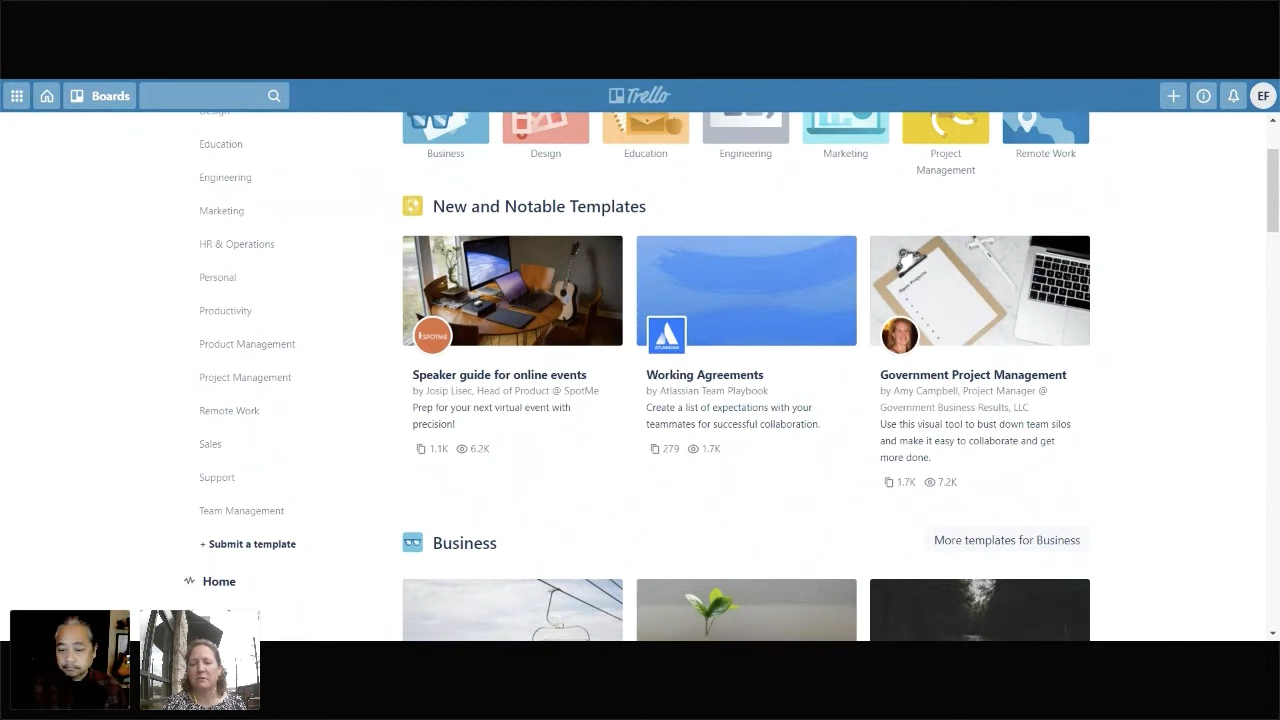 Boards
Trello
EF
Design
Education
Engineering
Marketing
HR & Operations
Personal
Productivity
Product Management
Project Management
Remote Work
Sales
Support
Team Management
+ Submit a template
Home
Business
Design
Education
Engineering
Marketing
Project
Management
Remote Work
New and Notable Templates
SPOTME
Speaker guide for online events
by Josip Lisec, Head of Product @ SpotMe
Prep for your next virtual event with
precision!
1.1K 6.2K
ATLASSIAN
Working Agreements
by Atlassian Team Playbook
Create a list of expectations with your
teammates for successful collaboration.
279 1.7K
Open Projects
Government Project Management
by Amy Campbell, Project Manager @
Government Business Results, LLC
Use this visual tool to bust down team silos
and make it easy to collaborate and get
more done.
1.7K 7.2K
Business
More templates for Business